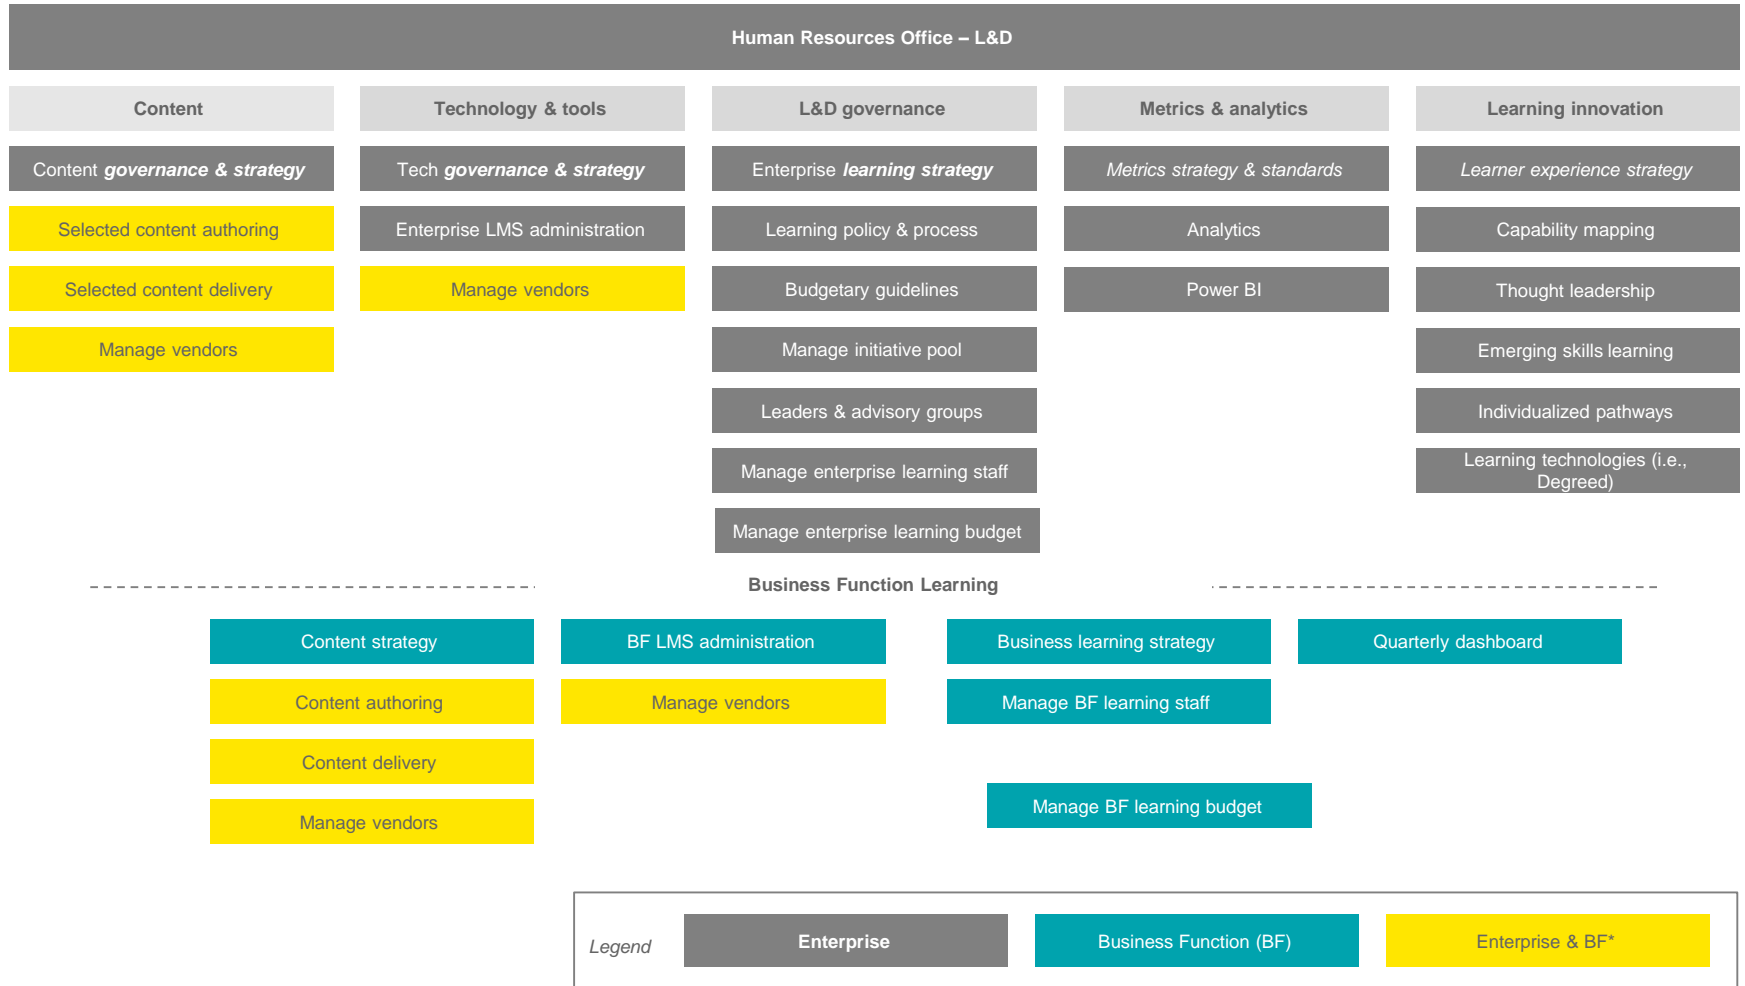 Human Resources Office – L&D
Content
Technology & tools
L&D governance
Metrics & analytics
Learning innovation
Content governance & strategy
Tech governance & strategy
Enterprise learning strategy
Metrics strategy & standards
Learner experience strategy
Selected content authoring
Enterprise LMS administration
Learning policy & process
Analytics
Capability mapping
Selected content delivery
Manage vendors
Budgetary guidelines
Power BI
Thought leadership
Manage vendors
Manage initiative pool
Emerging skills learning
Leaders & advisory groups
Individualized pathways
Manage enterprise learning staff
Learning technologies (i.e.,
Degreed)
Manage enterprise learning budget
Business Function Learning
Content strategy
BF LMS administration
Business learning strategy
Quarterly dashboard
Content authoring
Manage vendors
Manage BF learning staff
Content delivery
Manage BF learning budget
Manage vendors
Legend
Enterprise
Business Function (BF)
Enterprise & BF*